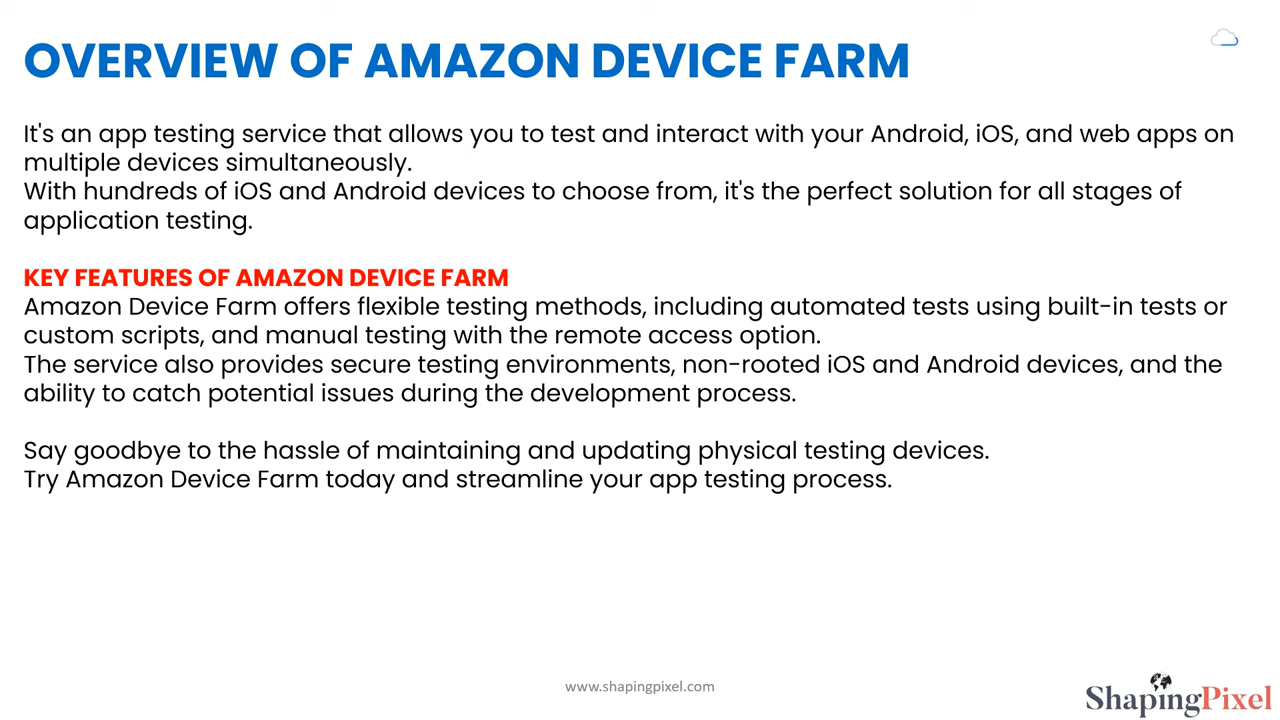 OVERVIEW OF AMAZON DEVICE FARM
It's an app testing service that allows you to test and interact with your Android, iOS, and web apps on
multiple devices simultaneously.
With hundreds of iOS and Android devices to choose from, it's the perfect solution for all stages of
application testing.
KEY FEATURES OF AMAZON DEVICE FARM
Amazon Device Farm offers flexible testing methods, including automated tests using built-in tests or
custom scripts, and manual testing with the remote access option.
The service also provides secure testing environments, non-rooted iOS and Android devices, and the
ability to catch potential issues during the development process.
Say goodbye to the hassle of maintaining and updating physical testing devices.
Try Amazon Device Farm today and streamline your app testing process.
www.shapingpixel.com
ShapingPixel